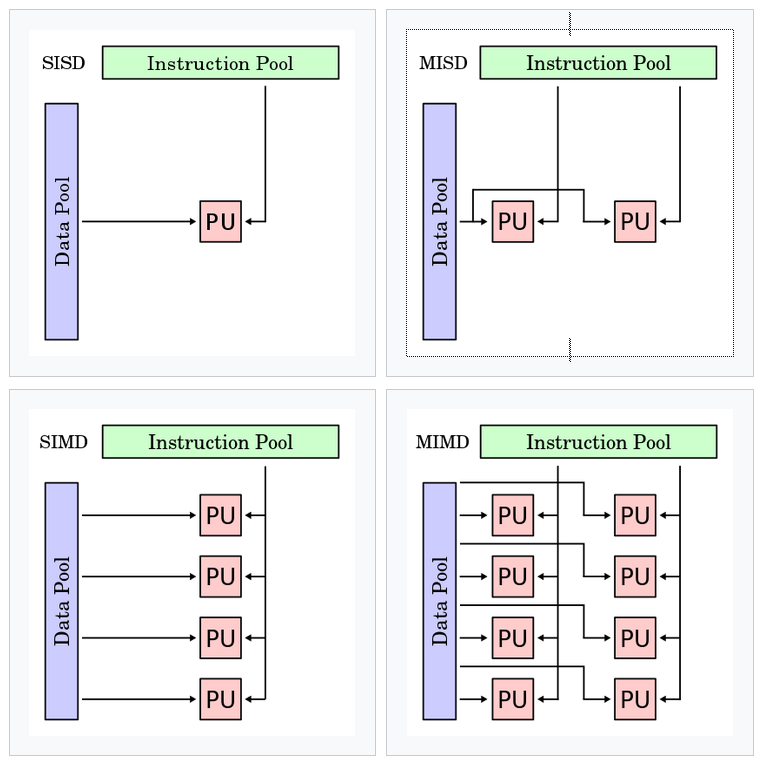 SISD Instruction Pool
Data Pool
PU
MISD Instruction Pool
Data Pool
PU PU
SIMD Instruction Pool
Data Pool
PU
PU
PU
PU
MIMD Instruction Pool
Data Pool
PU PU
PU PU
PU PU
PU PU